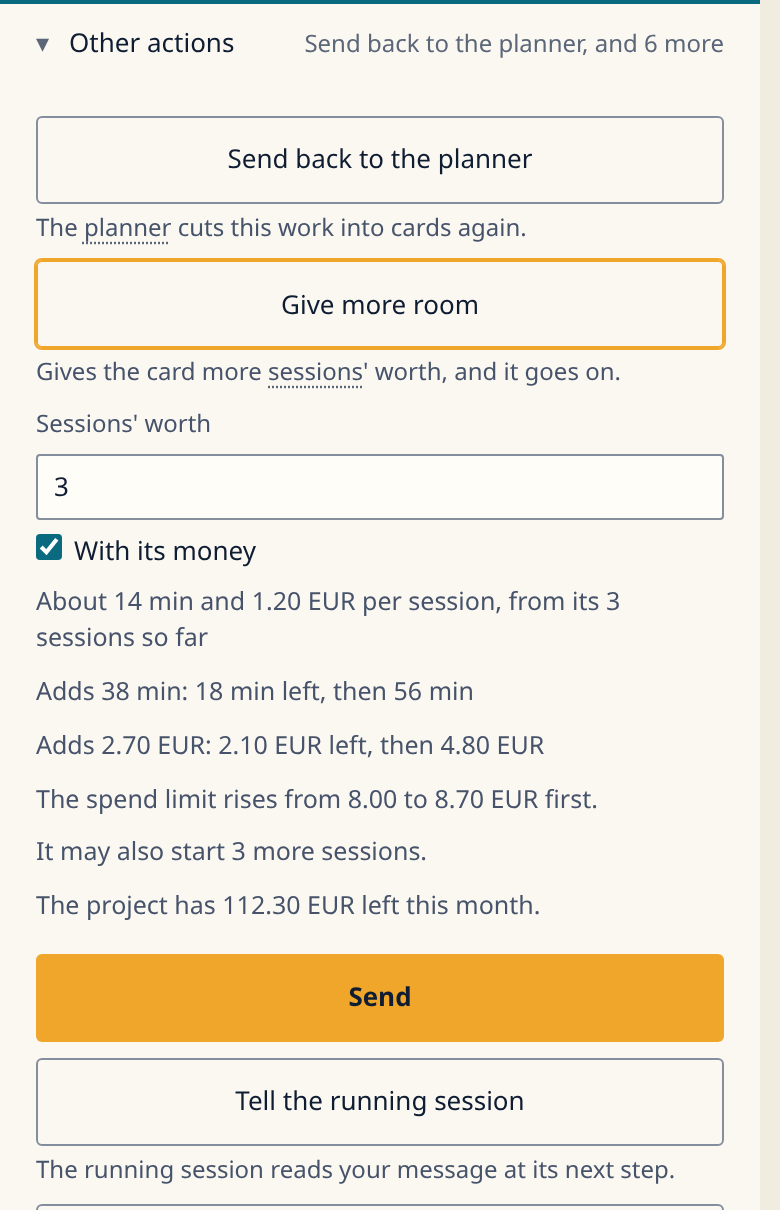 ▼ Other actions Send back to the planner, and 6 more
Send back to the planner
The planner cuts this work into cards again.
Give more room
Gives the card more sessions' worth, and it goes on.
Sessions' worth
3
With its money
About 14 min and 1.20 EUR per session, from its 3
sessions so far
Adds 38 min: 18 min left, then 56 min
Adds 2.70 EUR: 2.10 EUR left, then 4.80 EUR
The spend limit rises from 8.00 to 8.70 EUR first.
It may also start 3 more sessions.
The project has 112.30 EUR left this month.
Send
Tell the running session
The running session reads your message at its next step.